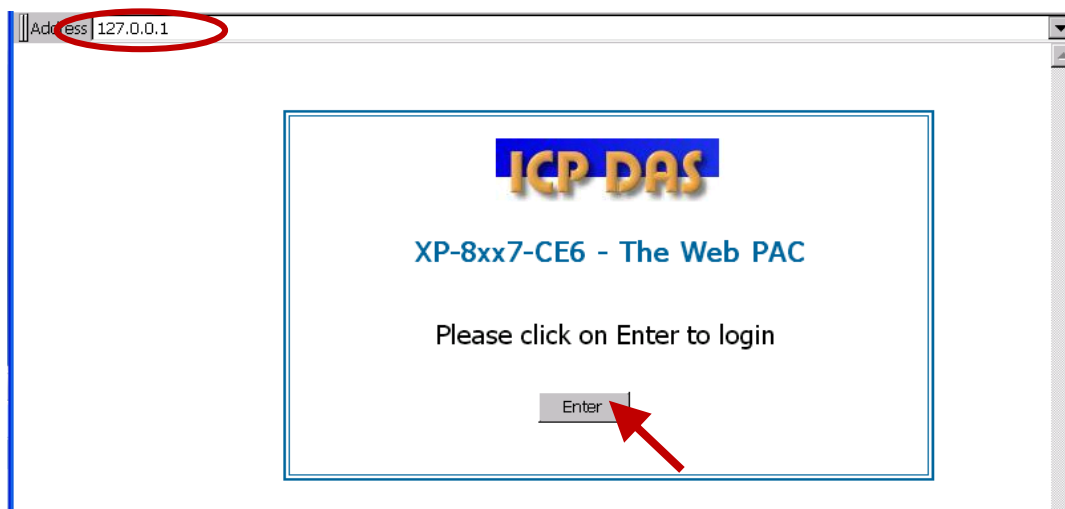 Address 127.0.0.1
ICP DAS
XP-8xx7-CE6 - The Web PAC
Please click on Enter to login
Enter